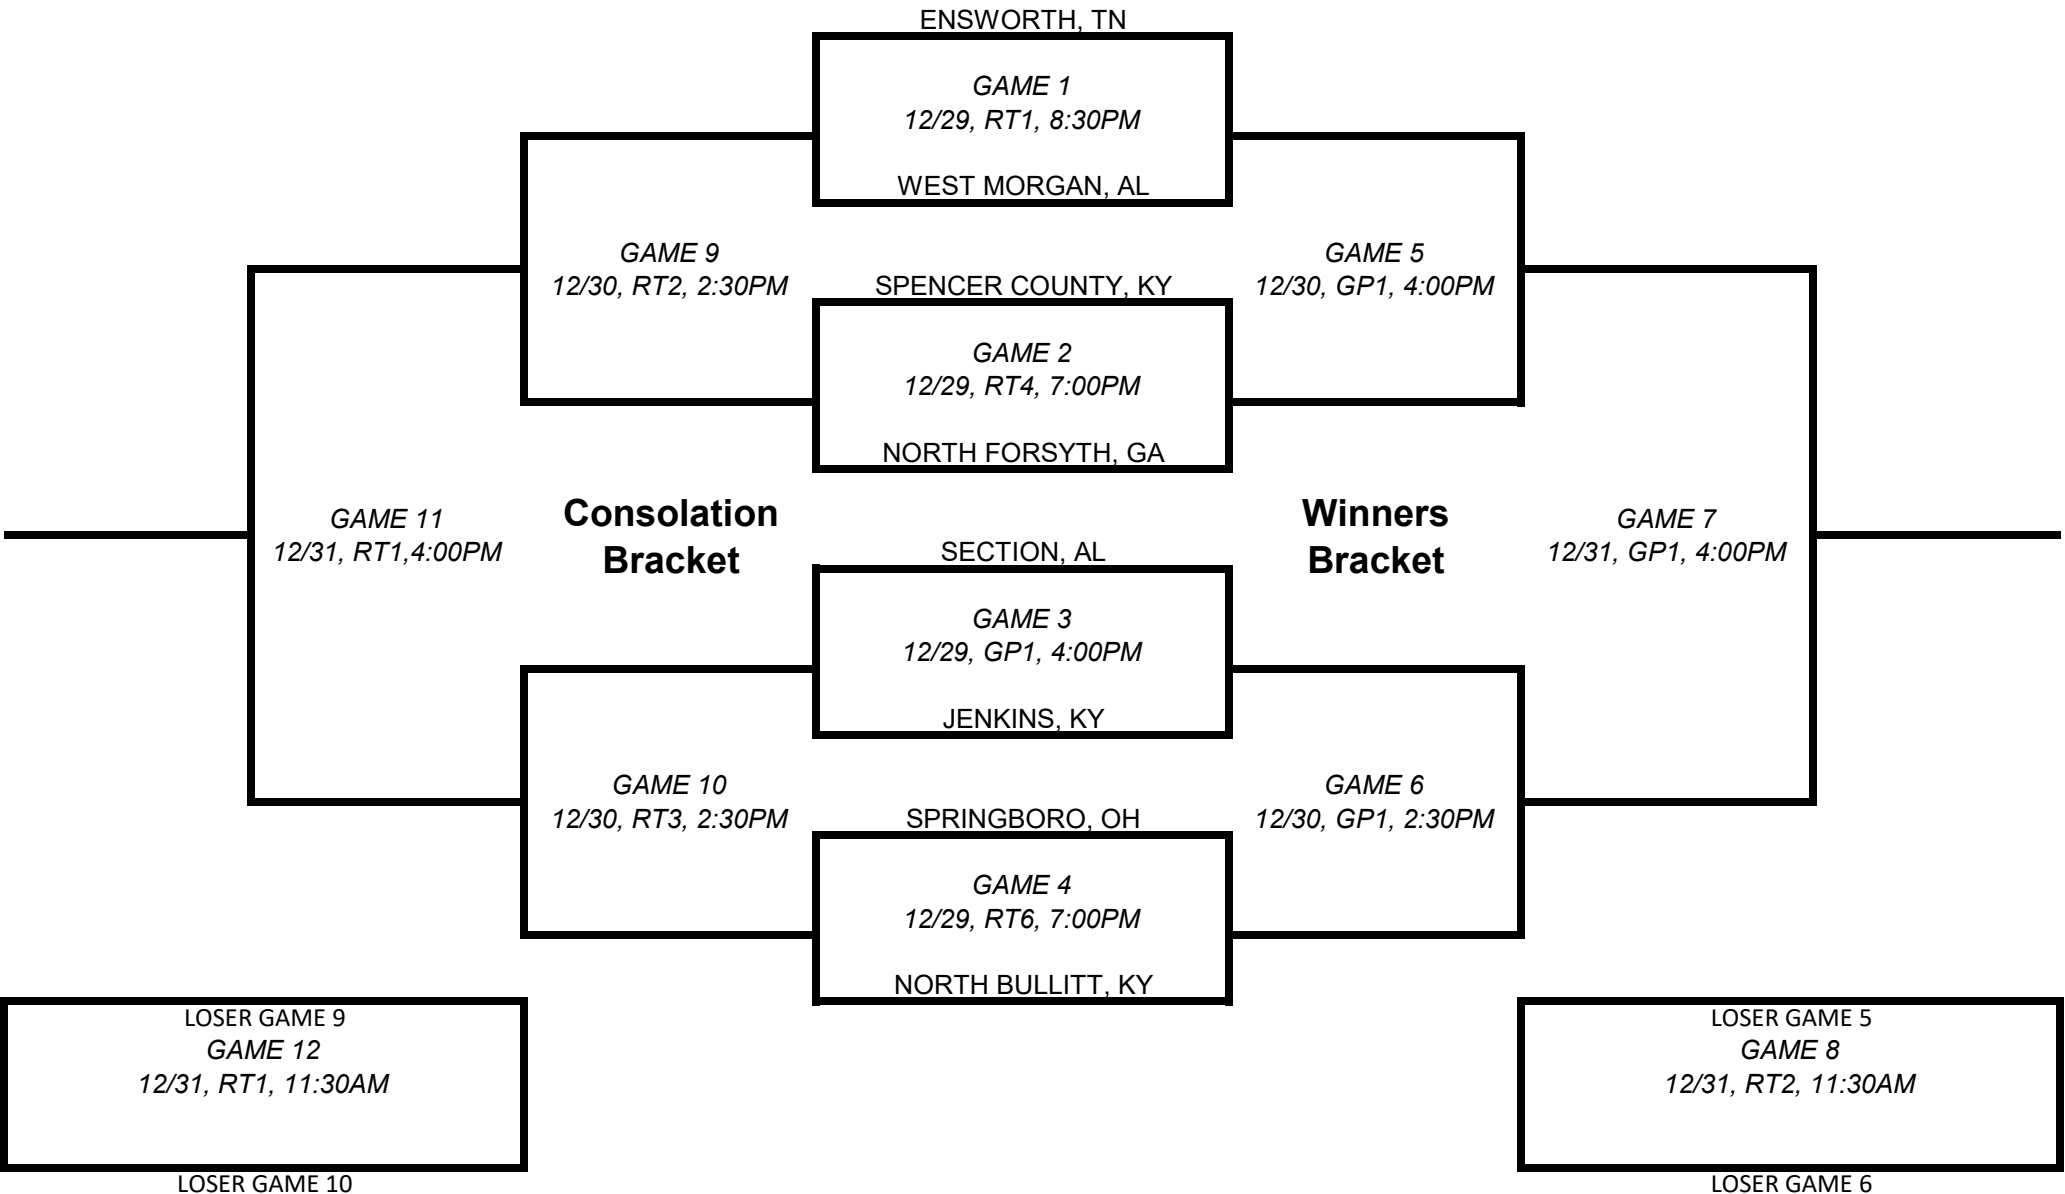 ENSWORTH, TN
GAME 1
12/29, RT1, 8:30PM
WEST MORGAN, AL
GAME 9
12/30, RT2, 2:30PM
SPENCER COUNTY, KY
GAME 5
12/30, GP1, 4:00PM
GAME 2
12/29, RT4, 7:00PM
NORTH FORSYTH, GA
GAME 11
12/31, RT1,4:00PM
Consolation
Bracket
Winners
Bracket
GAME 7
12/31, GP1, 4:00PM
SECTION, AL
GAME 3
12/29, GP1, 4:00PM
JENKINS, KY
GAME 10
12/30, RT3, 2:30PM
SPRINGBORO, OH
GAME 6
12/30, GP1, 2:30PM
GAME 4
12/29, RT6, 7:00PM
NORTH BULLITT, KY
LOSER GAME 9
GAME 12
12/31, RT1, 11:30AM
LOSER GAME 10
LOSER GAME 5
GAME 8
12/31, RT2, 11:30AM
LOSER GAME 6